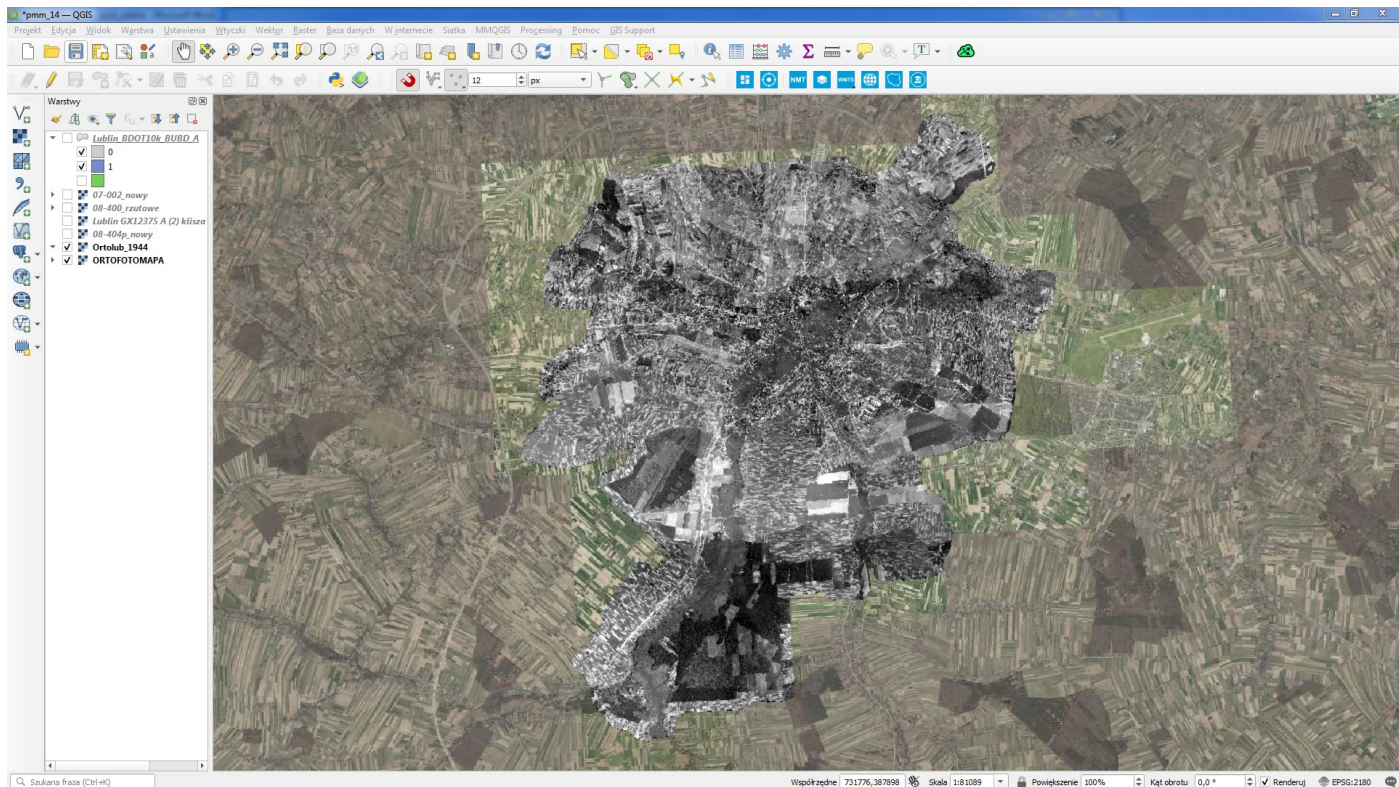 *pmm_14 — QGIS
Projekt Edycja Widok Warstwa Ustawienia Wtyczki Wektor Raster Baza danych W internecie Siatka MMQGIS Processing Pomoc GIS Support
12 px NMT WMTS
Warstwy
Lublin_BDOT10k_BUBD_A
0
1
07-002_nowy
08-400_rzutowe
Lublin GX12375 A (2) klisza
08-404p_nowy
Ortolub_1944
ORTOFOTOMAPA
Szukana fraza (Ctrl+K) Współrzędne 731776,387898 Skala 1:81089 Powiększenie 100% Kąt obrotu 0,0 ° Renderuj EPSG:2180